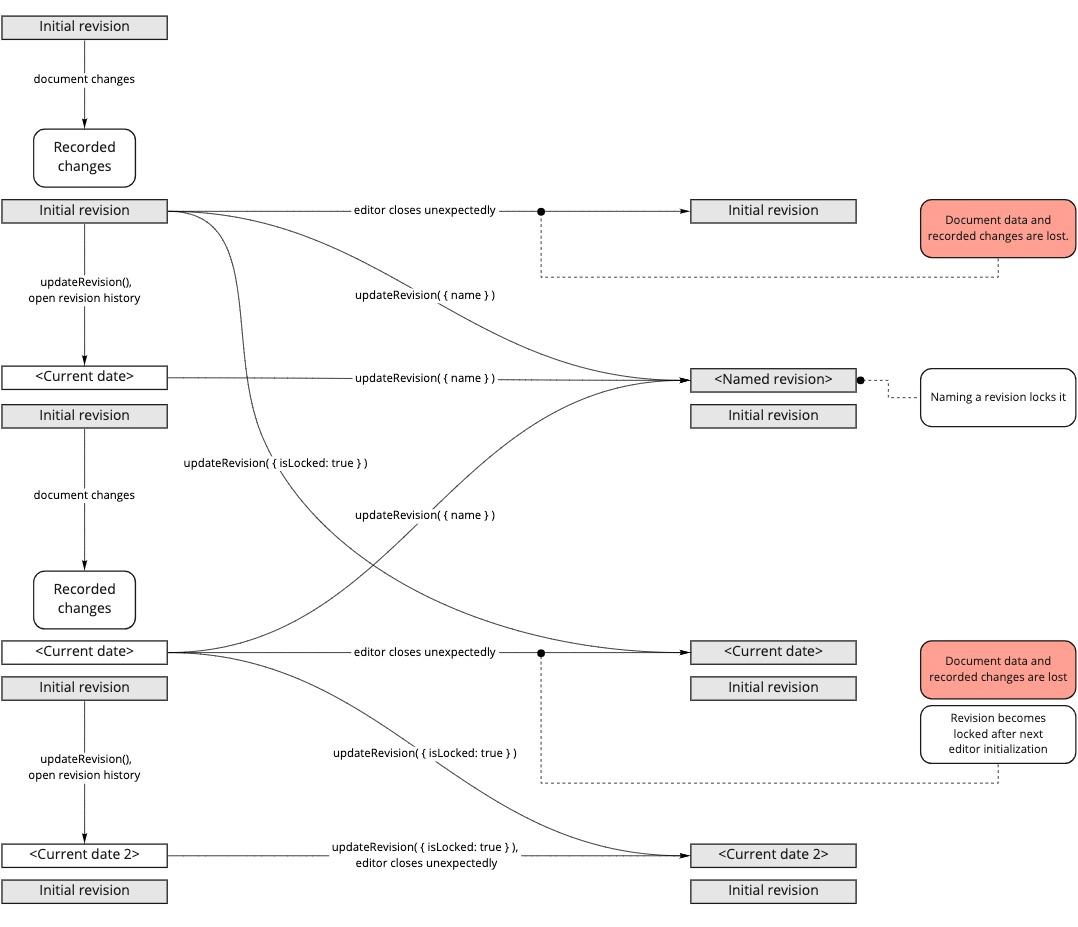 Initial revision
document changes
Recorded
changes
Initial revision
editor closes unexpectedly
Initial revision
Document data and
recorded changes are lost.
updateRevision(),
open revision history
updateRevision( { name } )
<Current date>
updateRevision( { name } )
<Named revision>
Naming a revision locks it
Initial revision
Initial revision
updateRevision( { isLocked: true } )
document changes
updateRevision( { name } )
Recorded
changes
<Current date>
editor closes unexpectedly
<Current date>
Document data and
recorded changes are lost
Initial revision
Initial revision
Revision becomes
locked after next
editor initialization
updateRevision(),
open revision history
updateRevision( { isLocked: true } )
<Current date 2>
updateRevision( { isLocked: true } ),
editor closes unexpectedly
<Current date 2>
Initial revision
Initial revision